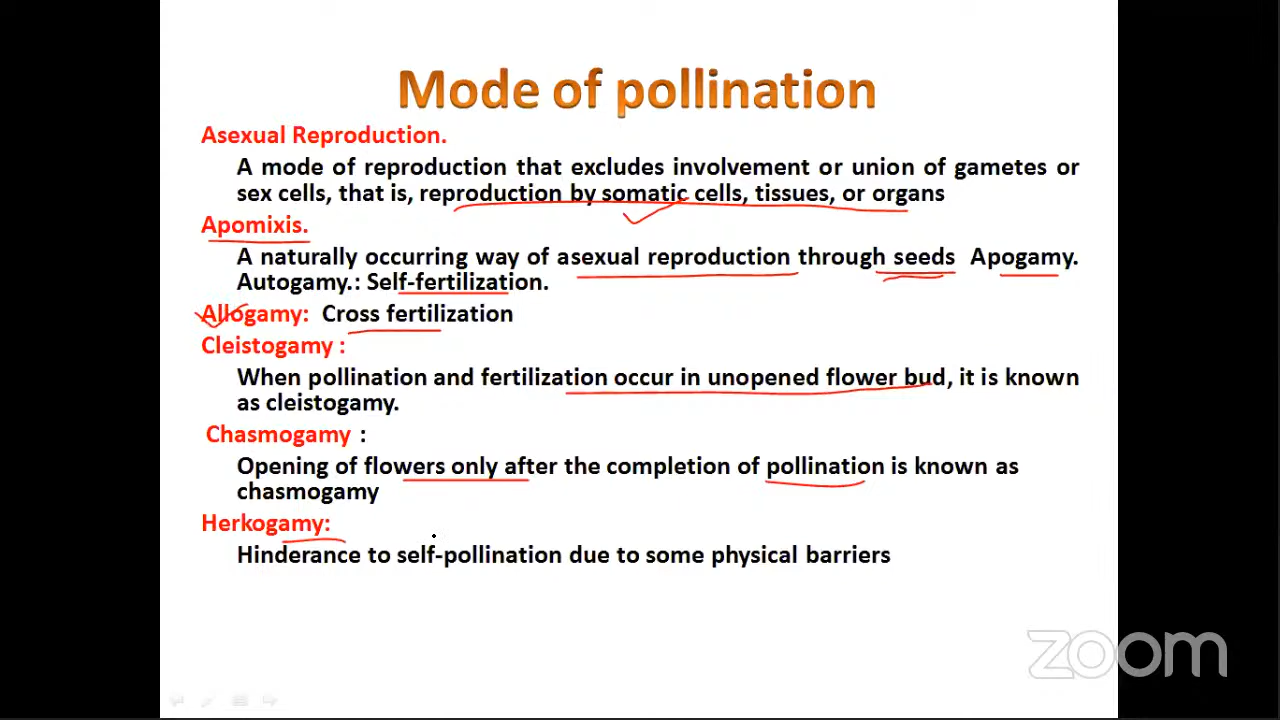 Mode of pollination
Asexual Reproduction.
A mode of reproduction that excludes involvement or union of gametes or
sex cells, that is, reproduction by somatic cells, tissues, or organs
Apomixis.
A naturally occurring way of asexual reproduction through seeds Apogamy.
Autogamy.: Self-fertilization.
Allogamy: Cross fertilization
Cleistogamy :
When pollination and fertilization occur in unopened flower bud, it is known
as cleistogamy.
Chasmogamy :
Opening of flowers only after the completion of pollination is known as
chasmogamy
Herkogamy:
Hinderance to self-pollination due to some physical barriers
zoom